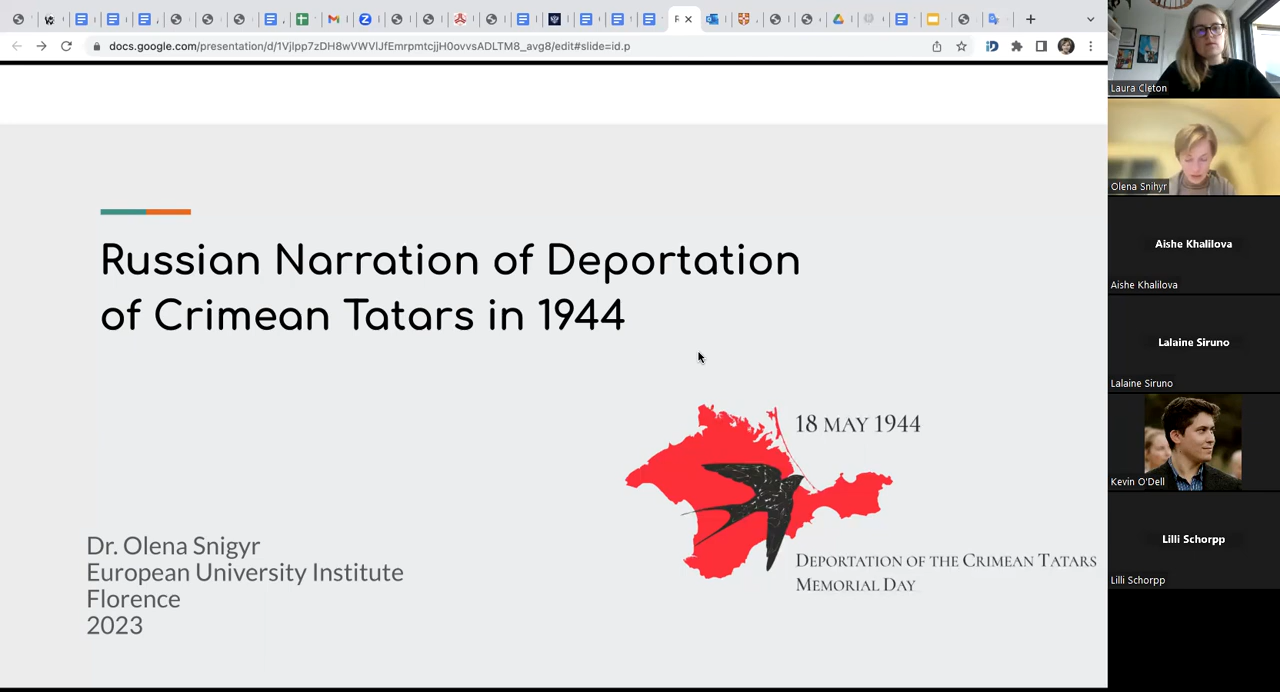 docs.google.com/presentation/d/1VjIpp7zDH8wVWVIJfEmrpmtcjjH0ovvsADLTM8_avg8/edit#slide=id.p
Russian Narration of Deportation
of Crimean Tatars in 1944
18 MAY 1944
DEPORTATION OF THE CRIMEAN TATARS
MEMORIAL DAY
Dr. Olena Snigyr
European University Institute
Florence
2023
Laura Cleton
Olena Snihyr
Aishe Khalilova
Aishe Khalilova
Lalaine Siruno
Lalaine Siruno
Kevin O'Dell
Lilli Schorpp
Lilli Schorpp